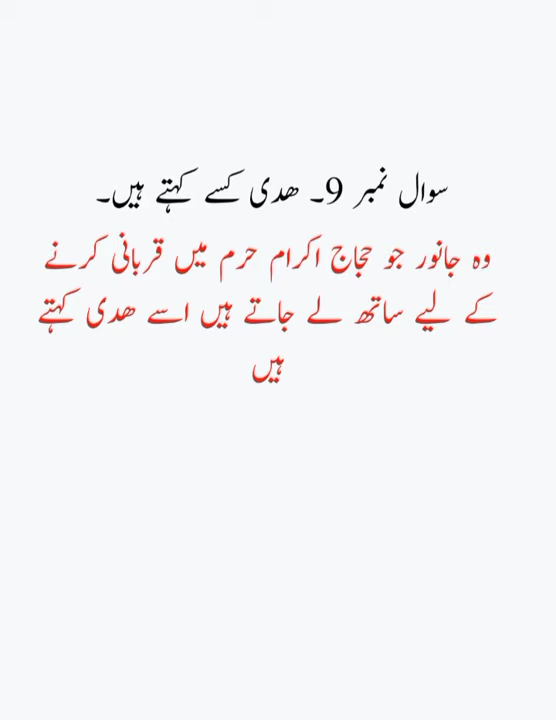 سوال نمبر 9۔ ھدی کسے کہتے ہیں۔
وہ جانور جو حجاج اکرام حرم میں قربانی کرنے
کے لیے ساتھ لے جاتے ہیں اسے ھدی کہتے
ہیں